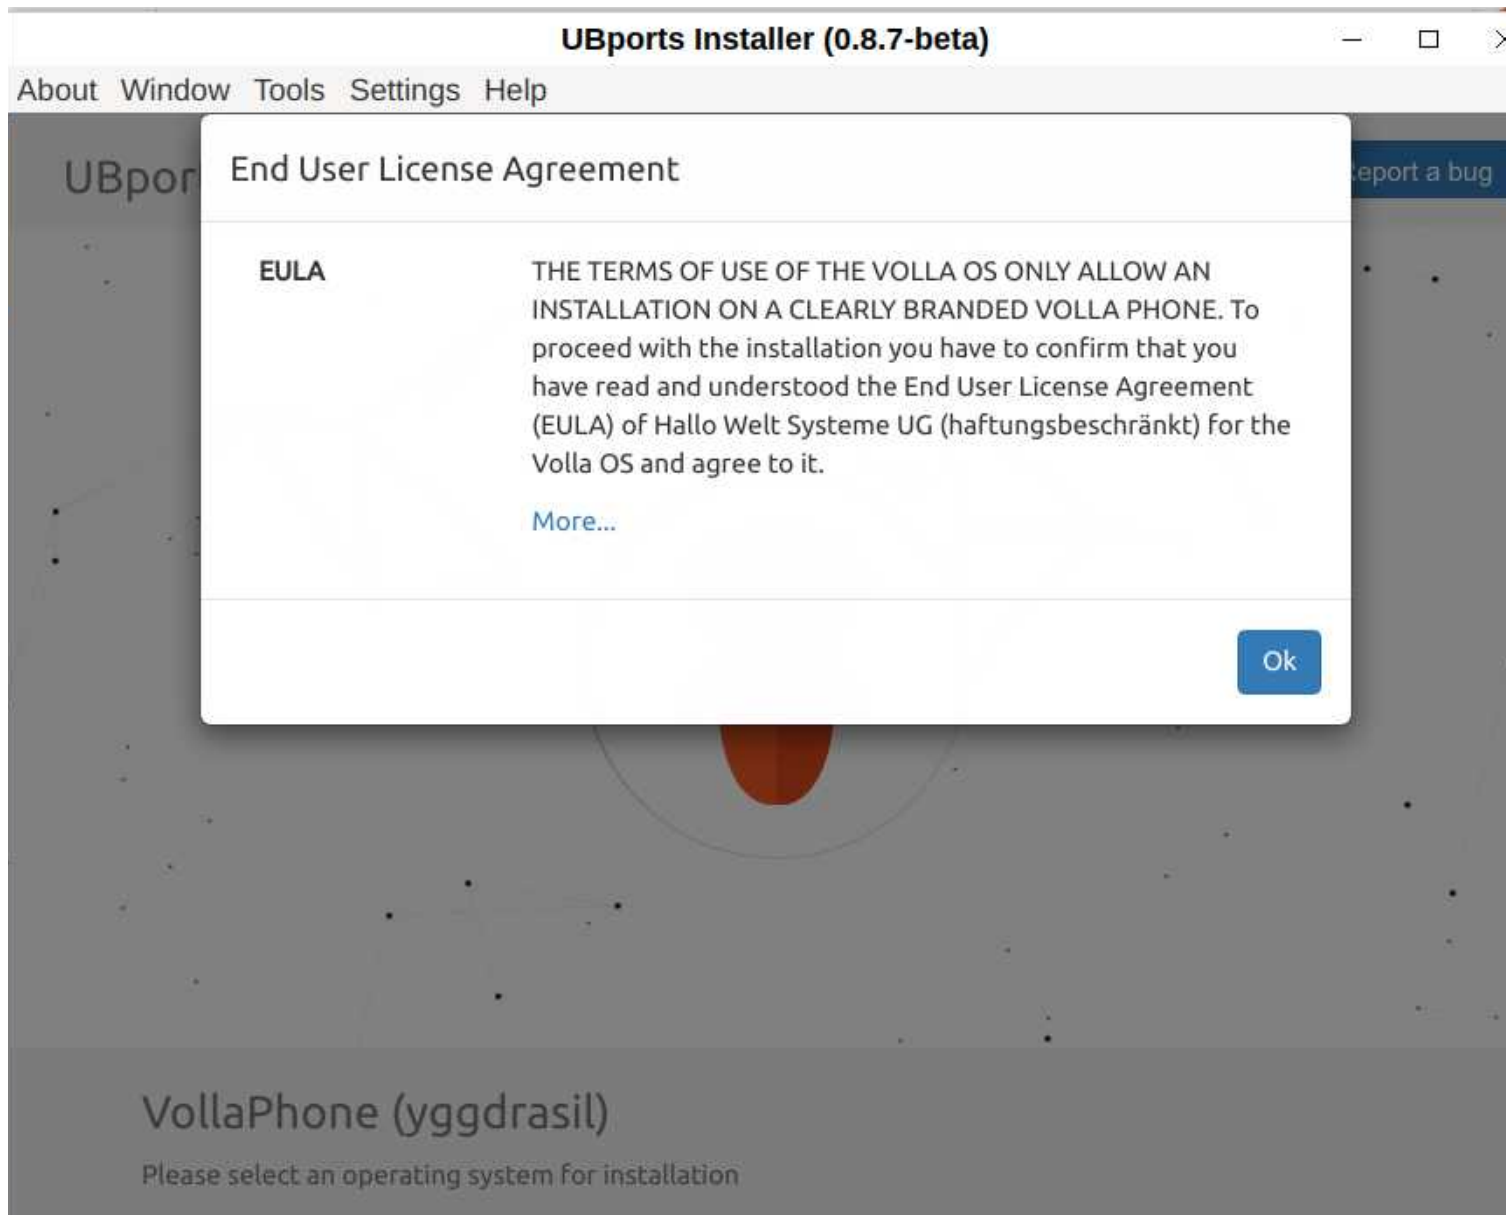 UBports Installer (0.8.7-beta)
About Window Tools Settings Help
UBpor
End User License Agreement
eport a bug
EULA
THE TERMS OF USE OF THE VOLLA OS ONLY ALLOW AN
INSTALLATION ON A CLEARLY BRANDED VOLLA PHONE. To
proceed with the installation you have to confirm that you
have read and understood the End User License Agreement
(EULA) of Hallo Welt Systeme UG (haftungsbeschränkt) for the
Volla OS and agree to it.
More...
Ok
VollaPhone (yggdrasil)
Please select an operating system for installation